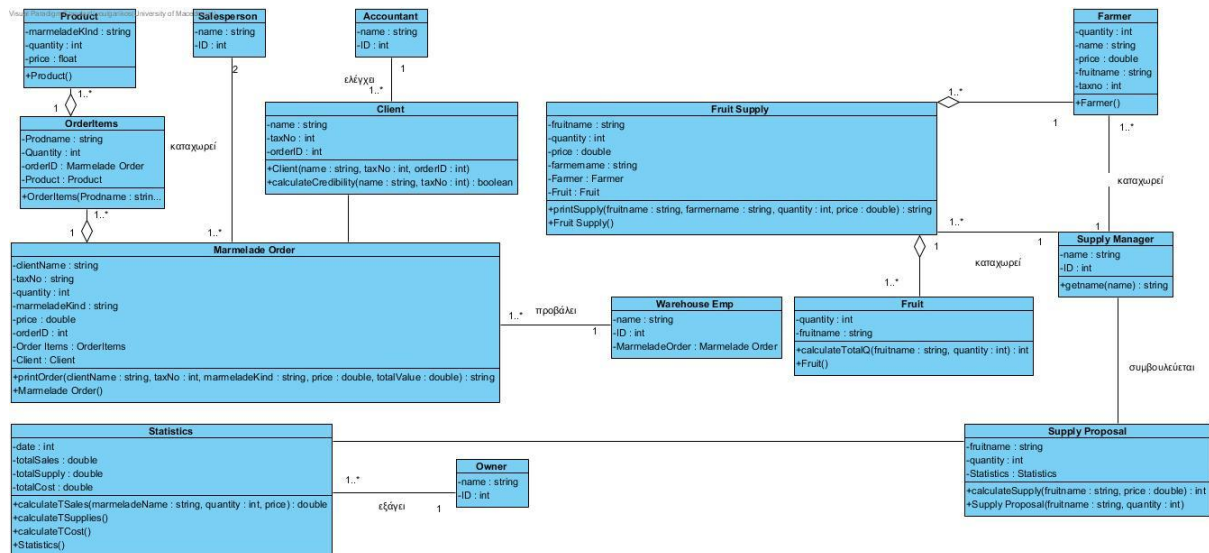 Product
-marmeladeKInd : string
-quantity : int
-price : float
+Product()
Salesperson
-name : string
-ID : int
Accountant
-name : string
-ID : int
Farmer
-quantity : int
-name : string
-price : double
-fruitname : string
-taxno : int
+Farmer()
1..*
1
2
1
ελέγχει
1..*
1..*
1
1..*
OrderItems
-Prodname : string
-Quantity : int
-orderID : Marmelade Order
-Product : Product
+OrderItems(Prodname : strin...
καταχωρεί
Client
-name : string
-taxNo : int
-orderID : int
+Client(name : string, taxNo : int, orderID : int)
+calculateCredibility(name : string, taxNo : int) : boolean
Fruit Supply
-fruitname : string
-quantity : int
-price : double
-farmername : string
-Farmer : Farmer
-Fruit : Fruit
+printSupply(fruitname : string, farmername : string, quantity : int, price : double) : string
+Fruit Supply()
καταχωρεί
1..*
1
1..*
1..*
1
1
1
καταχωρεί
1..*
Supply Manager
-name : string
-ID : int
+getname(name) : string
Marmelade Order
-clientName : string
-taxNo : string
-quantity : int
-marmeladeKind : string
-price : double
-orderID : int
-Order Items : OrderItems
-Client : Client
+printOrder(clientName : string, taxNo : int, marmeladeKind : string, price : double, totalValue : double) : string
+Marmelade Order()
1..*
προβάλει
1
Warehouse Emp
-name : string
-ID : int
-MarmeladeOrder : Marmelade Order
Fruit
-quantity : int
-fruitname : string
+calculateTotalQ(fruitname : string, quantity : int) : int
+Fruit()
συμβουλεύεται
Statistics
-date : int
-totalSales : double
-totalSupply : double
-totalCost : double
+calculateTSales(marmeladeName : string, quantity : int, price) : double
+calculateTSupplies()
+calculateTCost()
+Statistics()
1..*
εξάγει
1
Owner
-name : string
-ID : int
Supply Proposal
-fruitname : string
-quantity : int
-Statistics : Statistics
+calculateSupply(fruitname : string, price : double) : int
+Supply Proposal(fruitname : string, quantity : int)